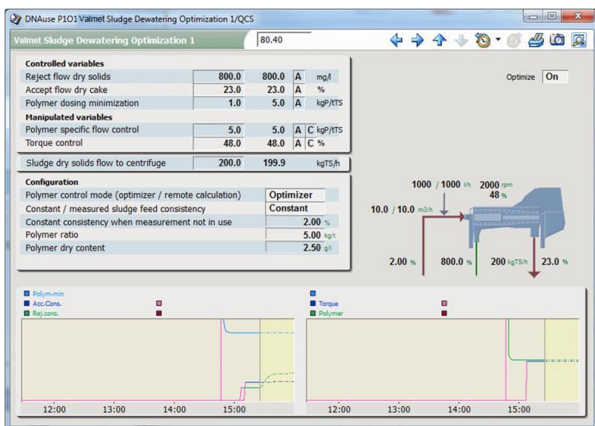 DNAuse P1O1 Valmet Sludge Dewatering Optimization 1/QCS
Valmet Sludge Dewatering Optimization 1 80.40
Controlled variables
Reject flow dry solids 800.0 800.0 A mg/l
Accept flow dry cake 23.0 23.0 A %
Polymer dosing minimization 1.0 5.0 A kgP/tTS
Manipulated variables
Polymer specific flow control 5.0 5.0 A C kgP/tTS
Torque control 48.0 48.0 A C %
Sludge dry solids flow to centrifuge 200.0 199.9 kgTS/h
Configuration
Polymer control mode (optimizer / remote calculation) Optimizer
Constant / measured sludge feed consistency Constant
Constant consistency when measurement not in use 2.00 %
Polymer ratio 5.00 kg/t
Polymer dry content 2.50 g/l
Optimize On
1000 / 1000 l/h 2000 rpm
48 %
10.0 / 10.0 m3/h
2.00 % 800.0 % 200 kgTS/h 23.0 %
Polym-min
Acc.Cons.
Rej.cons.
12:00 13:00 14:00 15:00
Torque
Polymer
12:00 13:00 14:00 15:00